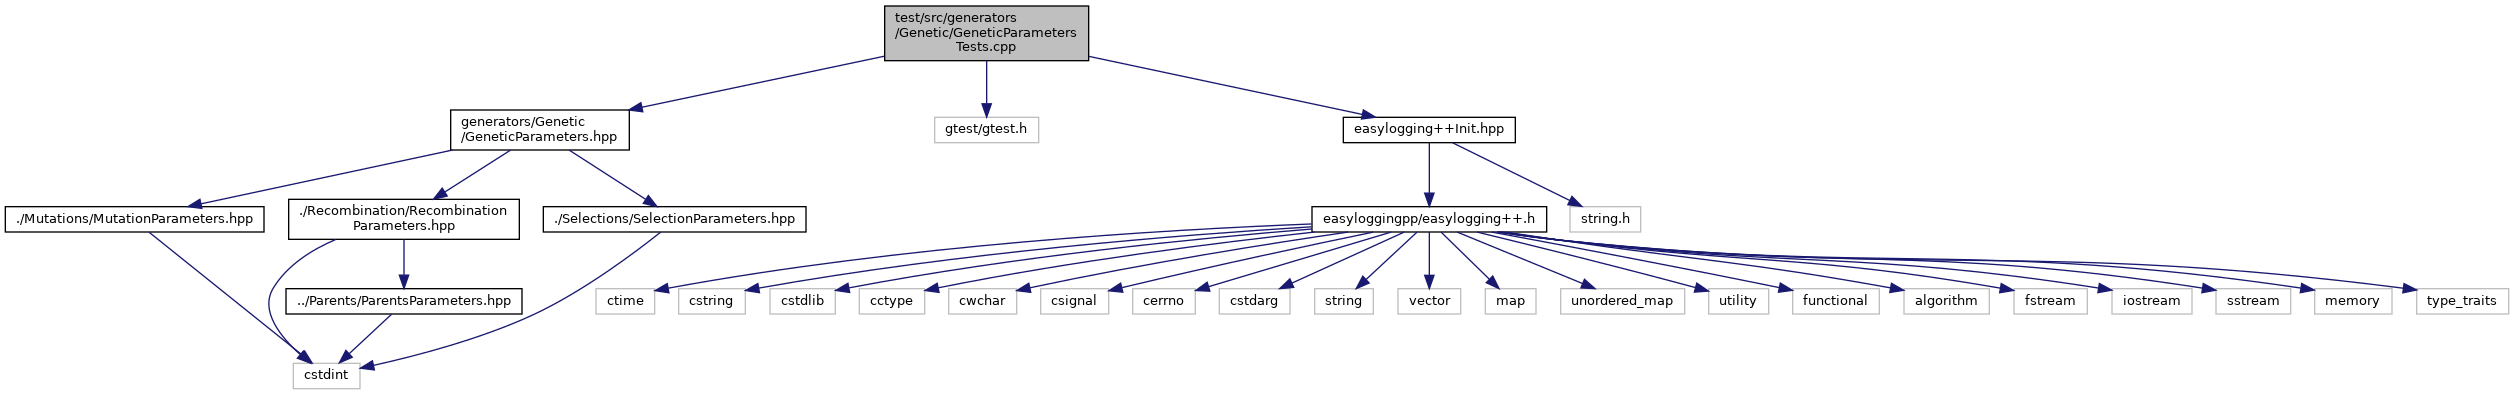 test/src/generators
/Genetic/GeneticParameters
Tests.cpp
generators/Genetic
/GeneticParameters.hpp
gtest/gtest.h
easylogging++Init.hpp
./Mutations/MutationParameters.hpp
./Recombination/Recombination
Parameters.hpp
./Selections/SelectionParameters.hpp
easyloggingpp/easylogging++.h
string.h
../Parents/ParentsParameters.hpp
ctime
cstring
cstdlib
cctype
cwchar
csignal
cerrno
cstdarg
string
vector
map
unordered_map
utility
functional
algorithm
fstream
iostream
sstream
memory
type_traits
cstdint